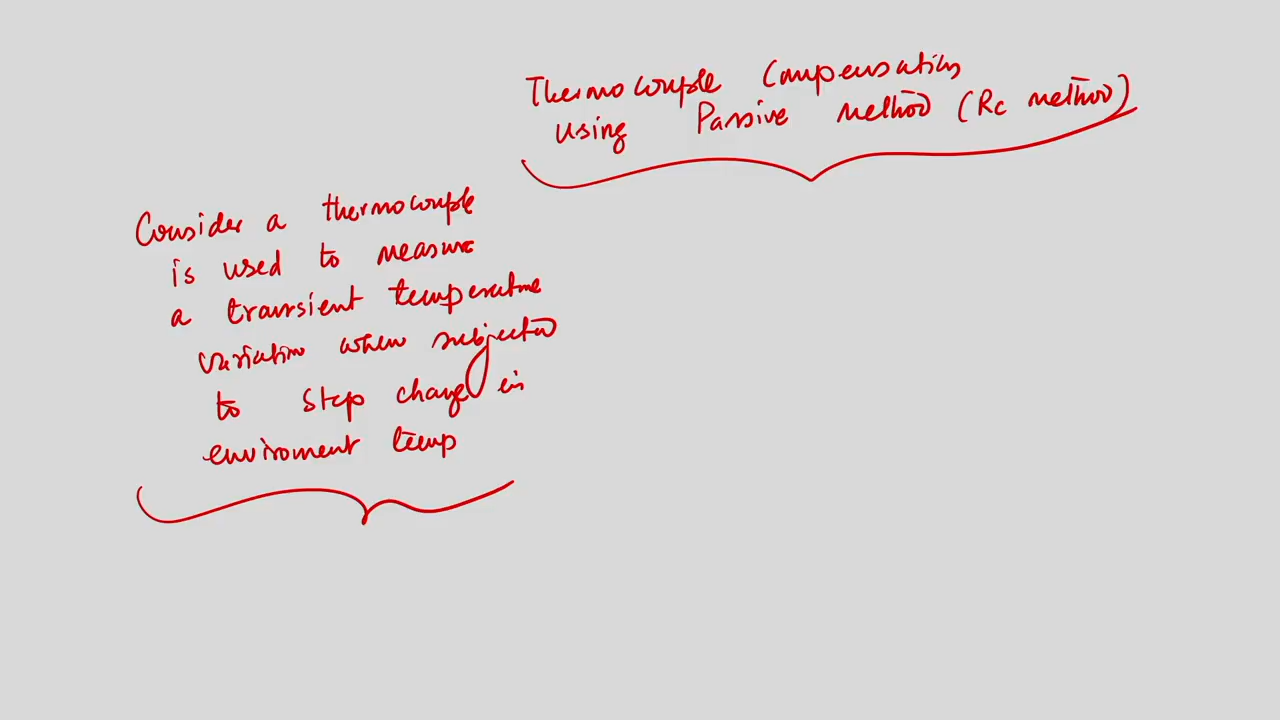 Thermocouple Compensation
using Passive method (Rc method)
Consider a thermocouple
is used to measure
a transient temperature
variation when subjected
to step change in
enviroment temp